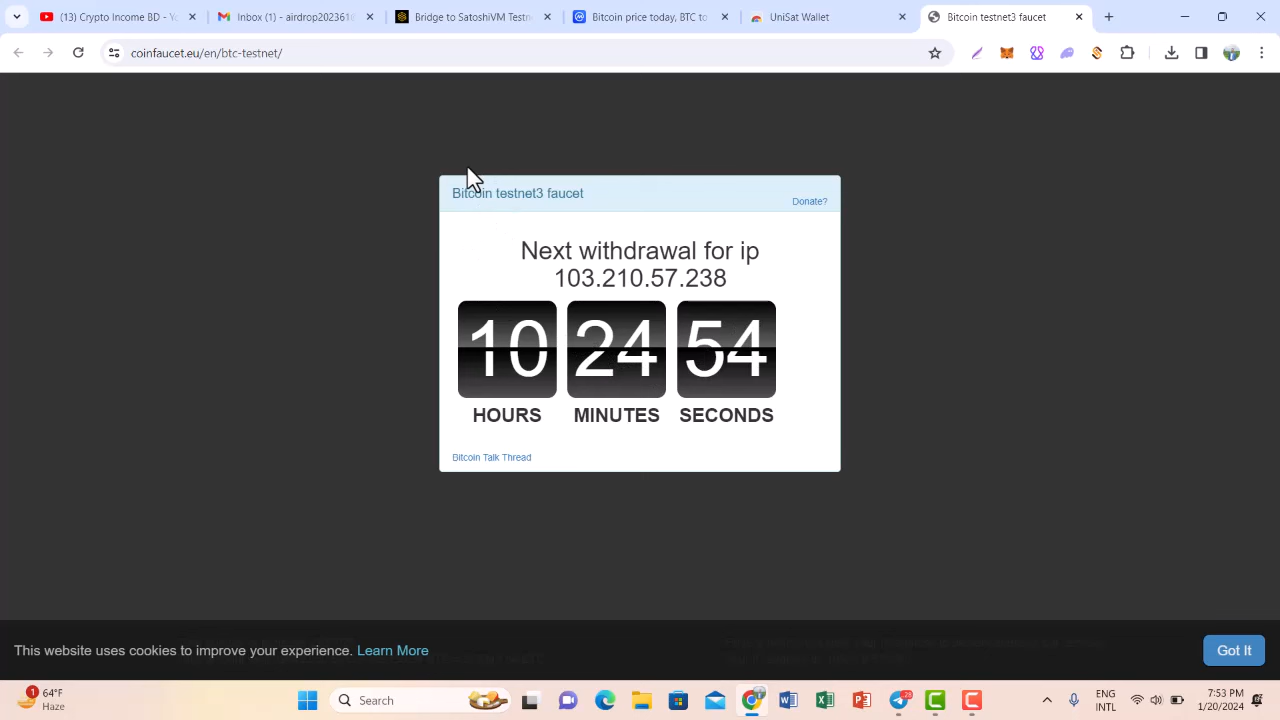 (13) Crypto Income BD - Yo
Inbox (1) - airdrop2023610
Bridge to SatoshiVM Testn
Bitcoin price today, BTC t
UniSat Wallet
Bitcoin testnet3 faucet
coinfaucet.eu/en/btc-testnet/
Bitcoin testnet3 faucet
Donate?
Next withdrawal for ip
103.210.57.238
10 24 54
HOURS MINUTES SECONDS
Bitcoin Talk Thread
This website uses cookies to improve your experience. Learn More
Got It
1
64°F
Haze
Search
ENG
INTL
7:53 PM
1/20/2024